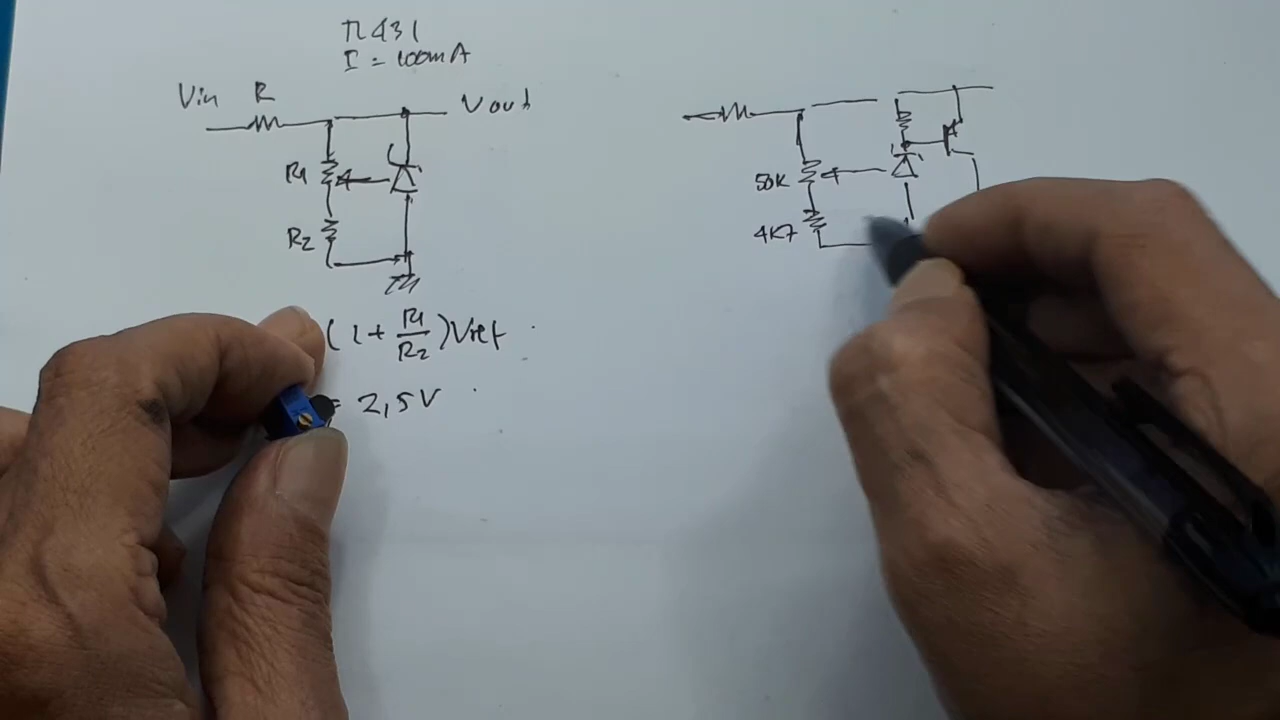 TL431
I = 100mA
Vin R Vout
R1
R2
(1+ R1/R2)Vref
= 2,5V
50K
4K7